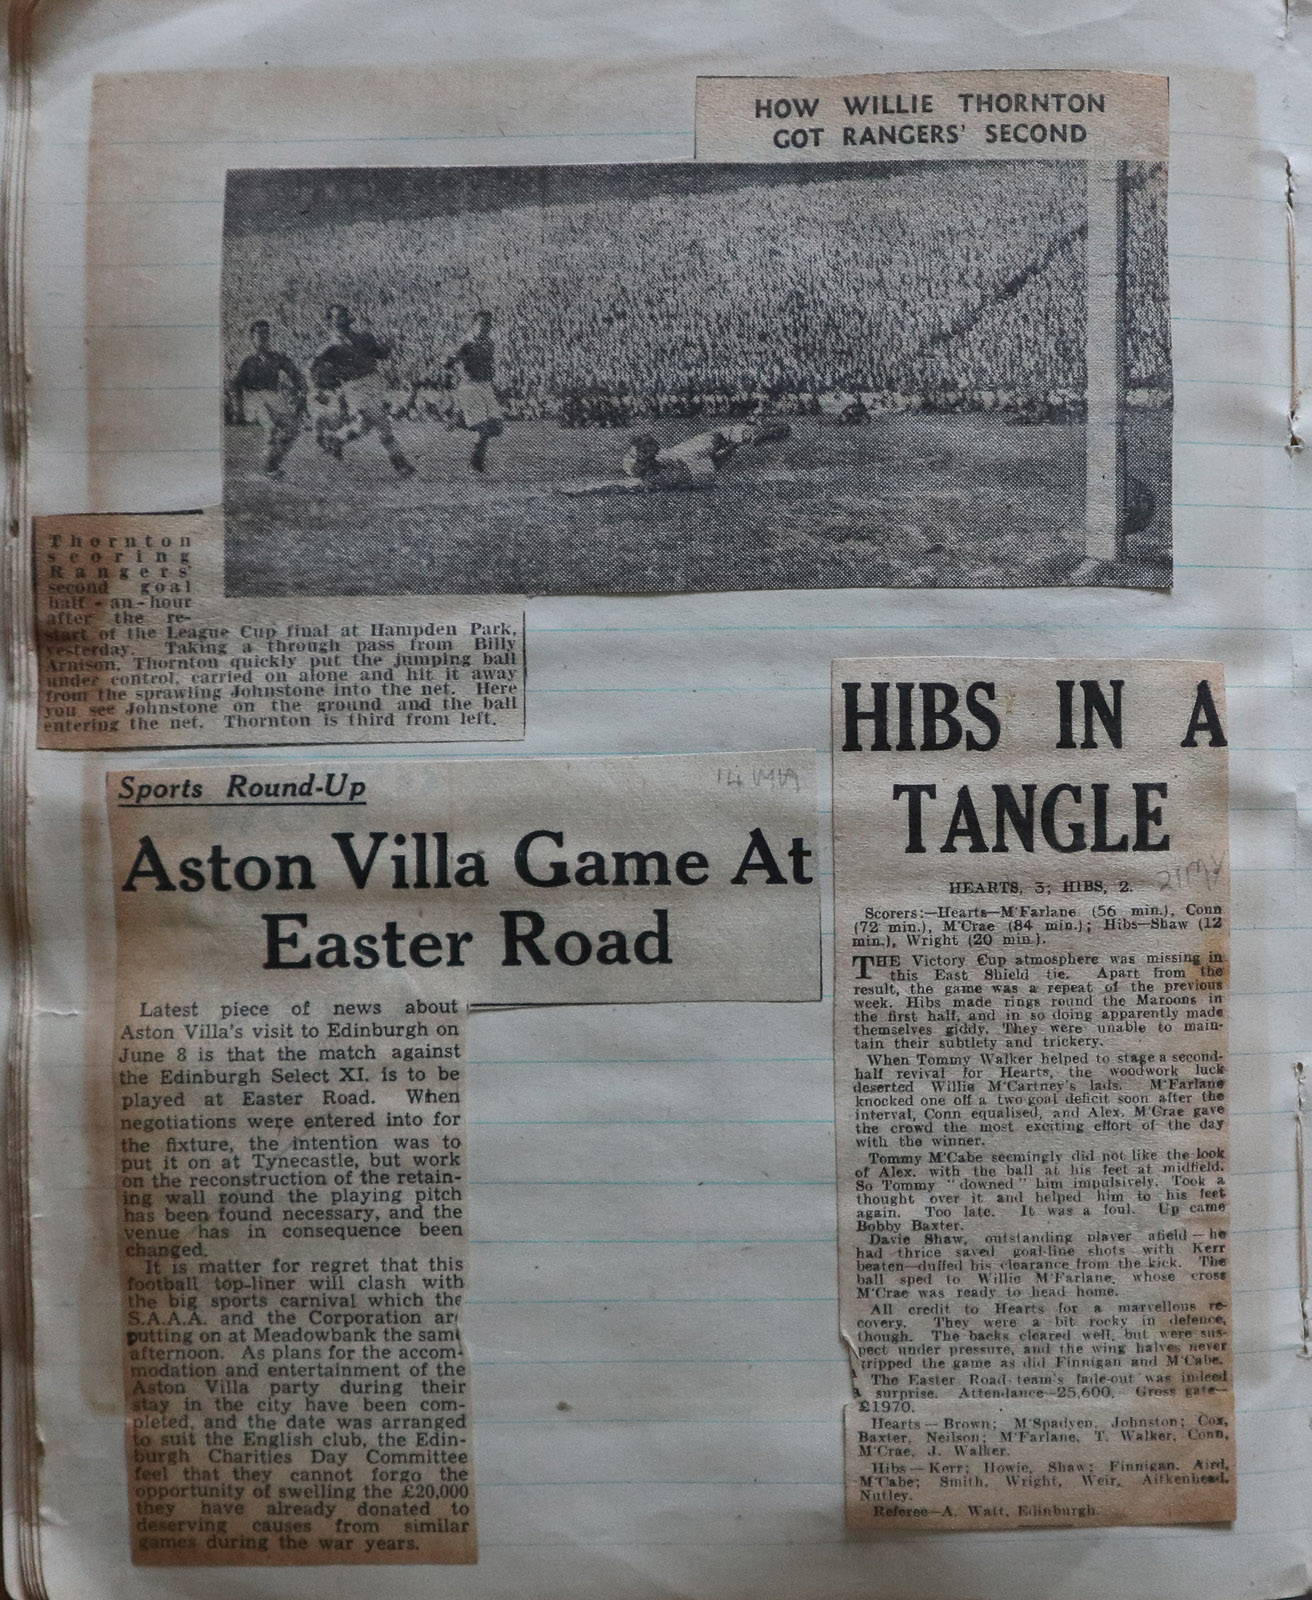 HOW WILLIE THORNTON
GOT RANGERS' SECOND
Thornton
scoring
Rangers'
second goal
half-an-hour
after the re-
start of the League Cup final at Hampden Park,
yesterday. Taking a through pass from Billy
Arnison, Thornton quickly put the jumping ball
under control, carried on alone and hit it away
from the sprawling Johnstone into the net. Here
you see Johnstone on the ground and the ball
entering the net. Thornton is third from left.
Sports Round-Up
Aston Villa Game At
Easter Road
Latest piece of news about
Aston Villa's visit to Edinburgh on
June 8 is that the match against
the Edinburgh Select XI. is to be
played at Easter Road. When
negotiations were entered into for
the fixture, the intention was to
put it on at Tynecastle, but work
on the reconstruction of the retain-
ing wall round the playing pitch
has been found necessary, and the
venue has in consequence been
changed.
It is matter for regret that this
football top-liner will clash with
the big sports carnival which the
S.A.A.A. and the Corporation ar
putting on at Meadowbank the sam
afternoon. As plans for the accom-
modation and entertainment of the
Aston Villa party during their
stay in the city have been com-
pleted, and the date was arranged
to suit the English club, the Edin-
burgh Charities Day Committee
feel that they cannot forgo the
opportunity of swelling the £20,000
they have already donated to
deserving causes from similar
games during the war years.
HIBS IN A
TANGLE
HEARTS, 3; HIBS, 2.
Scorers:—Hearts—M'Farlane (56 min.), Conn
(72 min.), M'Crae (84 min.); Hibs—Shaw (12
min.), Wright (20 min.).
THE Victory Cup atmosphere was missing in
this East Shield tie. Apart from the
result, the game was a repeat of the previous
week. Hibs made rings round the Maroons in
the first half, and in so doing apparently made
themselves giddy. They were unable to main-
tain their subtlety and trickery.
When Tommy Walker helped to stage a second-
half revival for Hearts, the woodwork luck
deserted Willie M'Cartney's lads. M'Farlane
knocked one off a two-goal deficit soon after the
interval, Conn equalised, and Alex. M'Crae gave
the crowd the most exciting effort of the day
with the winner.
Tommy M'Cabe seemingly did not like the look
of Alex. with the ball at his feet at midfield.
So Tommy "downed" him impulsively. Took a
thought over it and helped him to his feet
again. Too late. It was a foul. Up came
Bobby Baxter.
Davie Shaw, outstanding player afield—he
had thrice saved goal-line shots with Kerr
beaten—duffed his clearance from the kick. The
ball sped to Willie M'Farlane, whose cross
M'Crae was ready to head home.
All credit to Hearts for a marvellous re-
covery. They were a bit rocky in defence,
though. The backs cleared well, but were sus-
pect under pressure, and the wing halves never
gripped the game as did Finnigan and M'Cabe.
The Easter Road team's fade-out was indeed
a surprise. Attendance—25,600. Gross gate—
£1970.
Hearts—Brown; M'Spadyen, Johnston; Cox,
Baxter, Neilson; M'Farlane, T. Walker, Conn,
M'Crae, J. Walker.
Hibs—Kerr; Howie, Shaw; Finnigan, Aird,
M'Cabe; Smith, Wright, Weir, Aitkenhead,
Nutley.
Referee—A. Watt, Edinburgh.